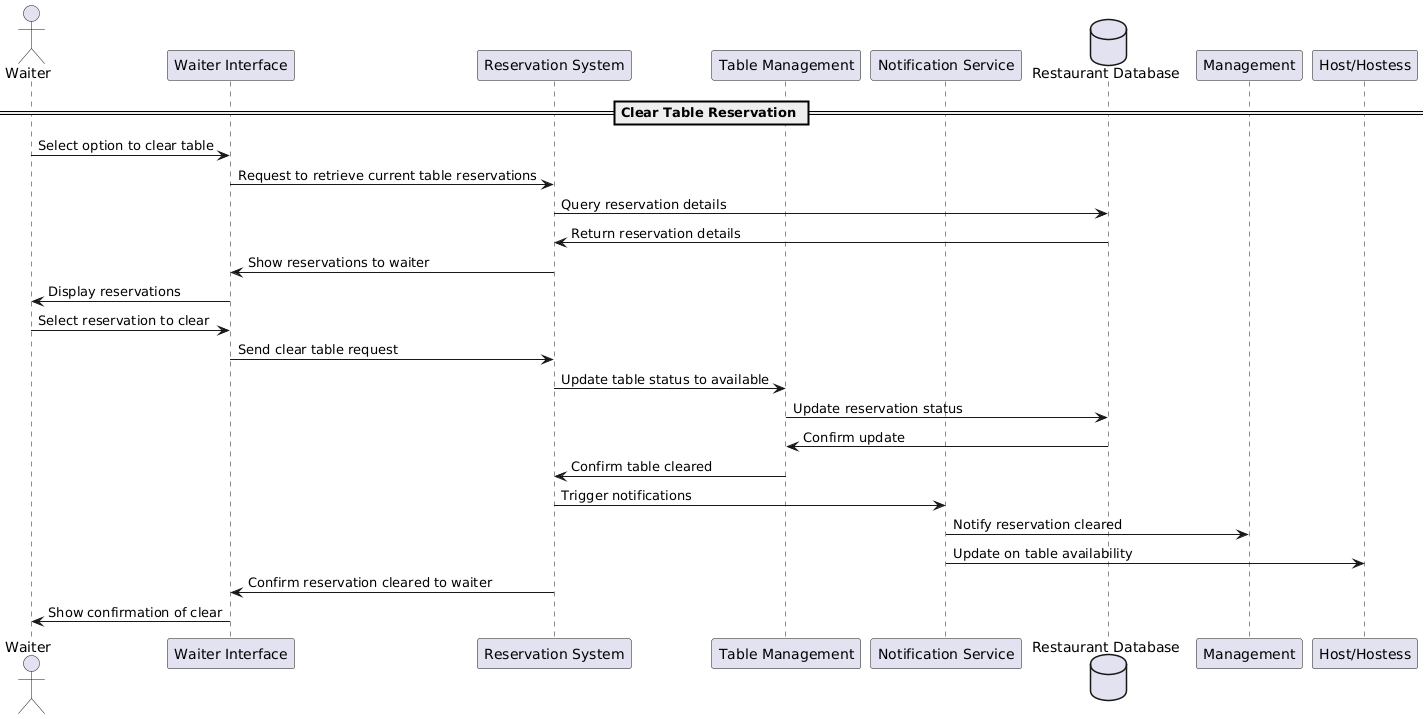 Waiter
Waiter Interface
Reservation System
Table Management
Notification Service
Restaurant Database
Management
Host/Hostess
Clear Table Reservation
Select option to clear table
Request to retrieve current table reservations
Query reservation details
Return reservation details
Show reservations to waiter
Display reservations
Select reservation to clear
Send clear table request
Update table status to available
Update reservation status
Confirm update
Confirm table cleared
Trigger notifications
Notify reservation cleared
Update on table availability
Confirm reservation cleared to waiter
Show confirmation of clear
Waiter
Waiter Interface
Reservation System
Table Management
Notification Service
Restaurant Database
Management
Host/Hostess